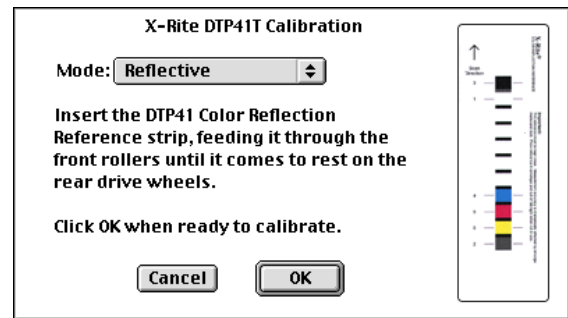 X-Rite DTP41T Calibration
Mode: Reflective
Insert the DTP41 Color Reflection
Reference strip, feeding it through the
front rollers until it comes to rest on the
rear drive wheels.
Click OK when ready to calibrate.
Cancel
OK
X-Rite®